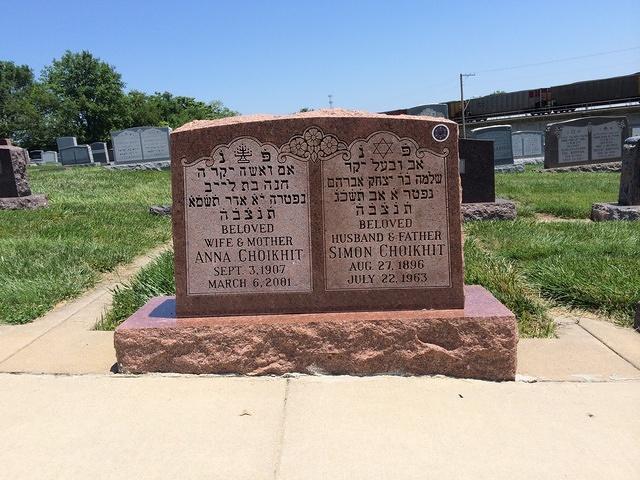 פ נ
אם ואשה יקרה
חנה בת לייב
נפטרה יא אדר תשסא
תנצבה
BELOVED
WIFE & MOTHER
ANNA CHOIKHIT
SEPT. 3, 1907
MARCH 6, 2001
פ נ
אב ובעל יקר
שלמה בר יצחק אברהם
נפטר א אב תשכג
תנצבה
BELOVED
HUSBAND & FATHER
SIMON CHOIKHIT
AUG. 27, 1896
JULY 22, 1963